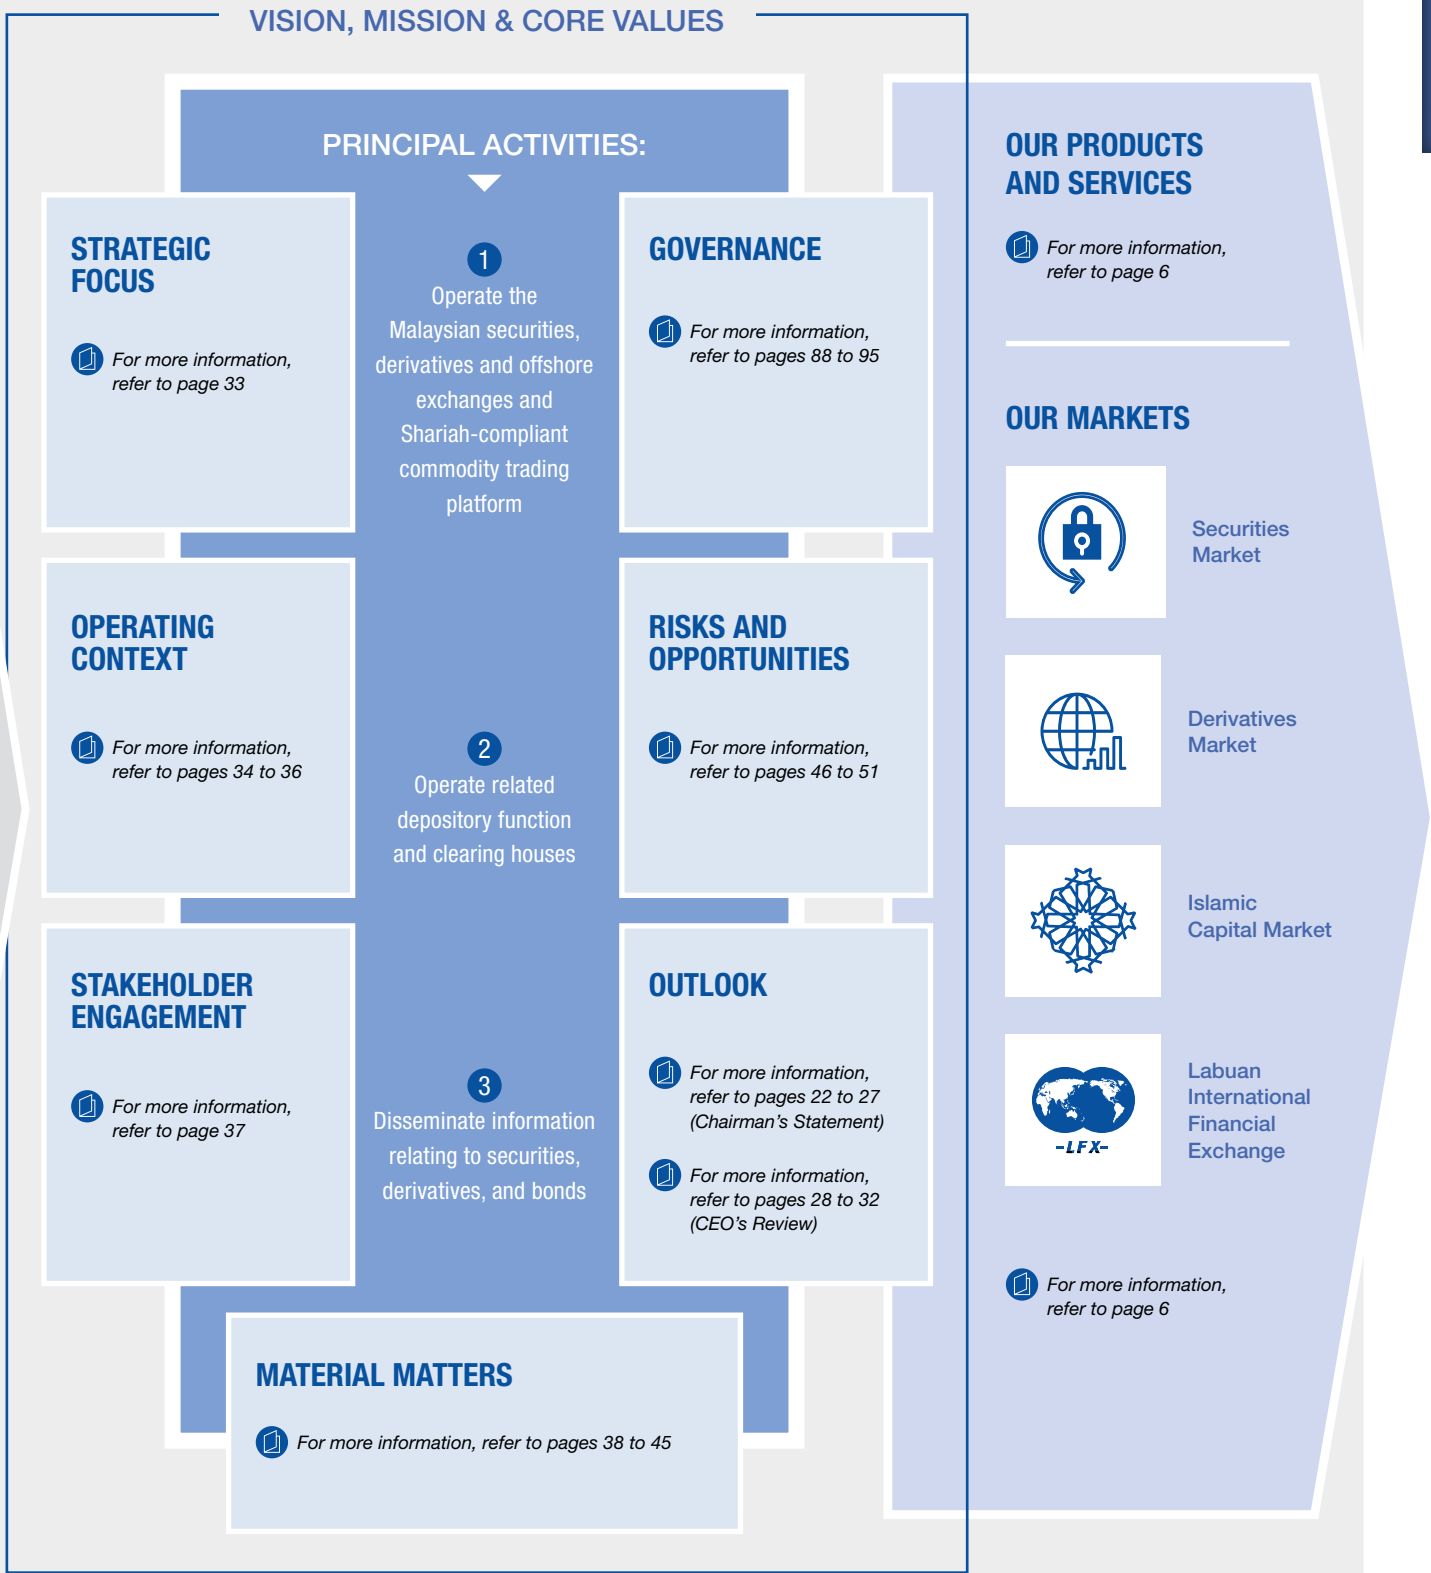 VISION, MISSION & CORE VALUES
PRINCIPAL ACTIVITIES:
STRATEGIC
FOCUS
For more information,
refer to page 33
1
Operate the
Malaysian securities,
derivatives and offshore
exchanges and
Shariah-compliant
commodity trading
platform
GOVERNANCE
For more information,
refer to pages 88 to 95
OPERATING
CONTEXT
For more information,
refer to pages 34 to 36
2
Operate related
depository function
and clearing houses
RISKS AND
OPPORTUNITIES
For more information,
refer to pages 46 to 51
STAKEHOLDER
ENGAGEMENT
For more information,
refer to page 37
3
Disseminate information
relating to securities,
derivatives, and bonds
OUTLOOK
For more information,
refer to pages 22 to 27
(Chairman's Statement)
For more information,
refer to pages 28 to 32
(CEO's Review)
MATERIAL MATTERS
For more information, refer to pages 38 to 45
OUR PRODUCTS
AND SERVICES
For more information,
refer to page 6
OUR MARKETS
Securities
Market
Derivatives
Market
Islamic
Capital Market
-LFX-
Labuan
International
Financial
Exchange
For more information,
refer to page 6